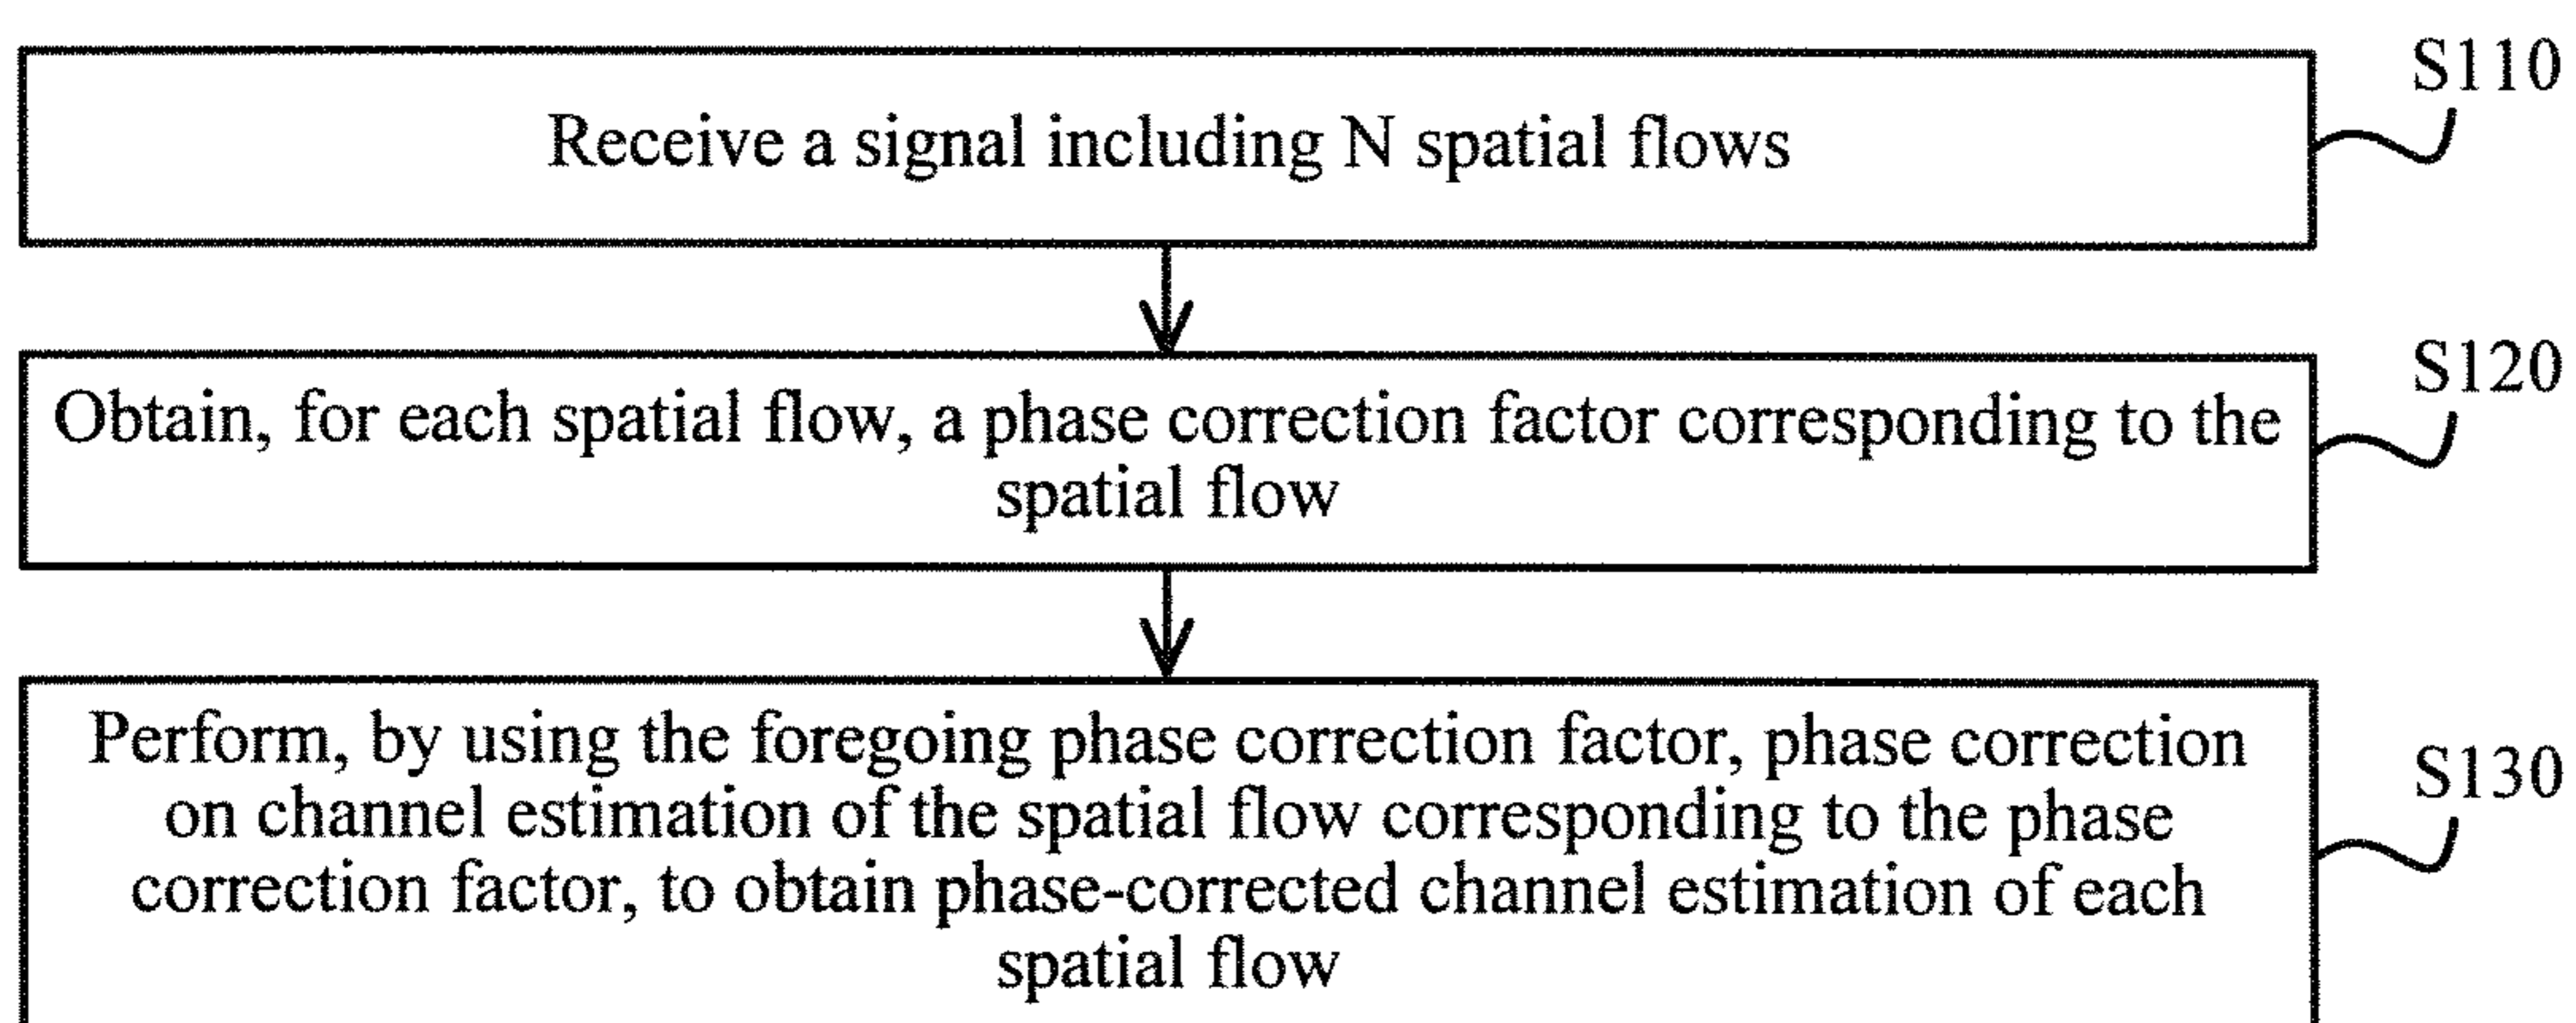 S110
Receive a signal including N spatial flows
S120
Obtain, for each spatial flow, a phase correction factor corresponding to the
spatial flow
Perform, by using the foregoing phase correction factor, phase correction
on channel estimation of the spatial flow corresponding to the phase
correction factor, to obtain phase-corrected channel estimation of each
spatial flow
S130